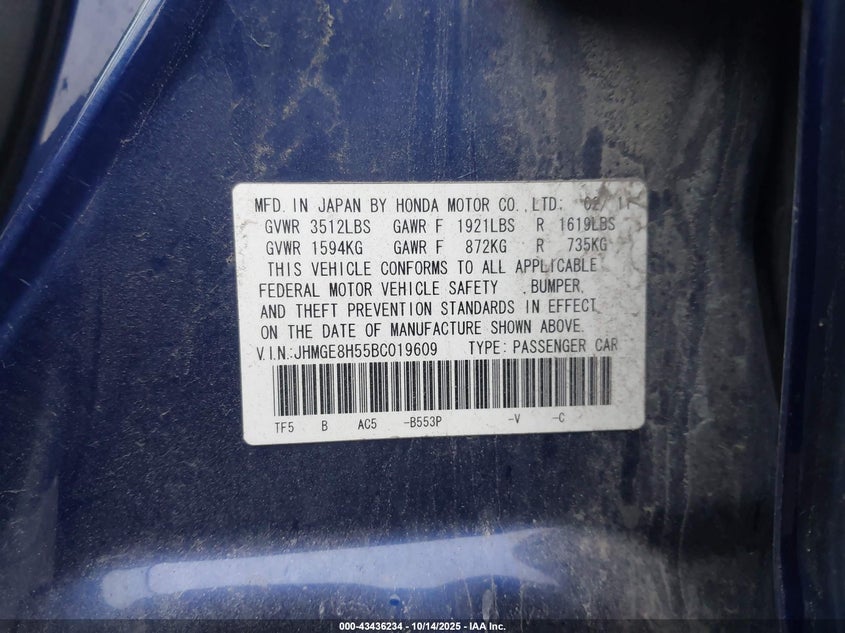 MFD. IN JAPAN BY HONDA MOTOR CO., LTD; 02/11
GVWR 3512LBS GAWR F 1921LBS R 1619LBS
GVWR 1594KG GAWR F 872KG R 735KG
THIS VEHICLE CONFORMS TO ALL APPLICABLE
FEDERAL MOTOR VEHICLE SAFETY ,BUMPER,
AND THEFT PREVENTION STANDARDS IN EFFECT
ON THE DATE OF MANUFACTURE SHOWN ABOVE.
V.I.N.:JHMGE8H55BC019609 TYPE: PASSENGER CAR
TF5 B AC5 -B553P -V -C
000-43436234 - 10/14/2025 - IAA Inc.